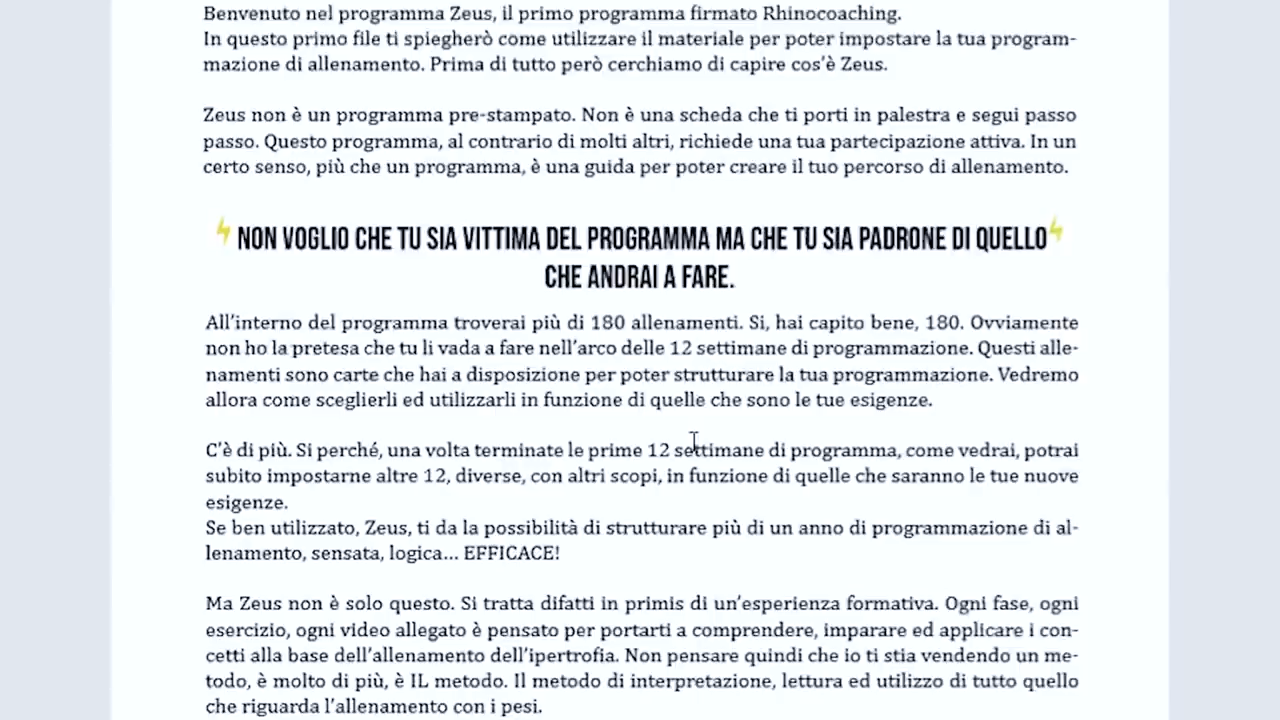 Benvenuto nel programma Zeus, il primo programma firmato Rhinocoaching.
In questo primo file ti spiegherò come utilizzare il materiale per poter impostare la tua program-
mazione di allenamento. Prima di tutto però cerchiamo di capire cos'è Zeus.
Zeus non è un programma pre-stampato. Non è una scheda che ti porti in palestra e segui passo
passo. Questo programma, al contrario di molti altri, richiede una tua partecipazione attiva. In un
certo senso, più che un programma, è una guida per poter creare il tuo percorso di allenamento.
NON VOGLIO CHE TU SIA VITTIMA DEL PROGRAMMA MA CHE TU SIA PADRONE DI QUELLO
CHE ANDRAI A FARE.
All'interno del programma troverai più di 180 allenamenti. Si, hai capito bene, 180. Ovviamente
non ho la pretesa che tu li vada a fare nell'arco delle 12 settimane di programmazione. Questi alle-
namenti sono carte che hai a disposizione per poter strutturare la tua programmazione. Vedremo
allora come sceglierli ed utilizzarli in funzione di quelle che sono le tue esigenze.
C'è di più. Si perché, una volta terminate le prime 12 settimane di programma, come vedrai, potrai
subito impostarne altre 12, diverse, con altri scopi, in funzione di quelle che saranno le tue nuove
esigenze.
Se ben utilizzato, Zeus, ti da la possibilità di strutturare più di un anno di programmazione di al-
lenamento, sensata, logica... EFFICACE!
Ma Zeus non è solo questo. Si tratta difatti in primis di un'esperienza formativa. Ogni fase, ogni
esercizio, ogni video allegato è pensato per portarti a comprendere, imparare ed applicare i con-
cetti alla base dell'allenamento dell'ipertrofia. Non pensare quindi che io ti stia vendendo un me-
todo, è molto di più, è IL metodo. Il metodo di interpretazione, lettura ed utilizzo di tutto quello
che riguarda l'allenamento con i pesi.